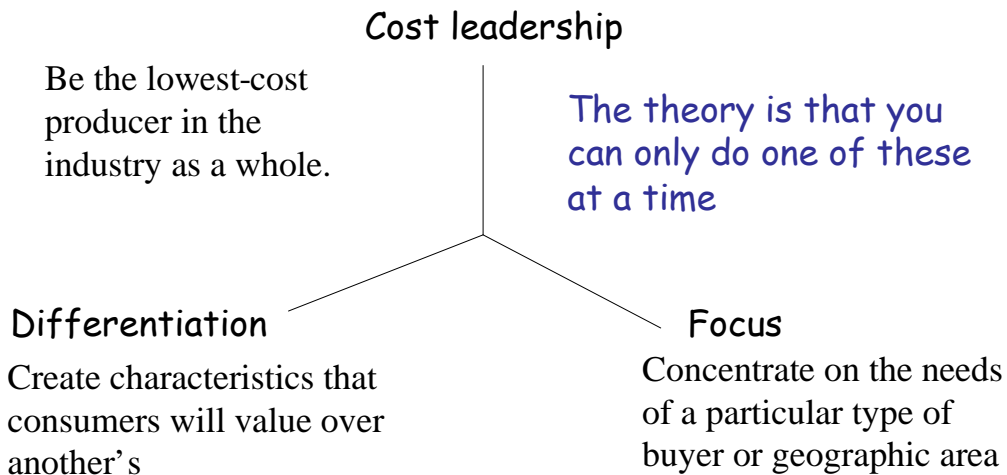 Cost leadership
Be the lowest-cost
producer in the
industry as a whole.
The theory is that you
can only do one of these
at a time
Differentiation
Create characteristics that
consumers will value over
another's
Focus
Concentrate on the needs
of a particular type of
buyer or geographic area